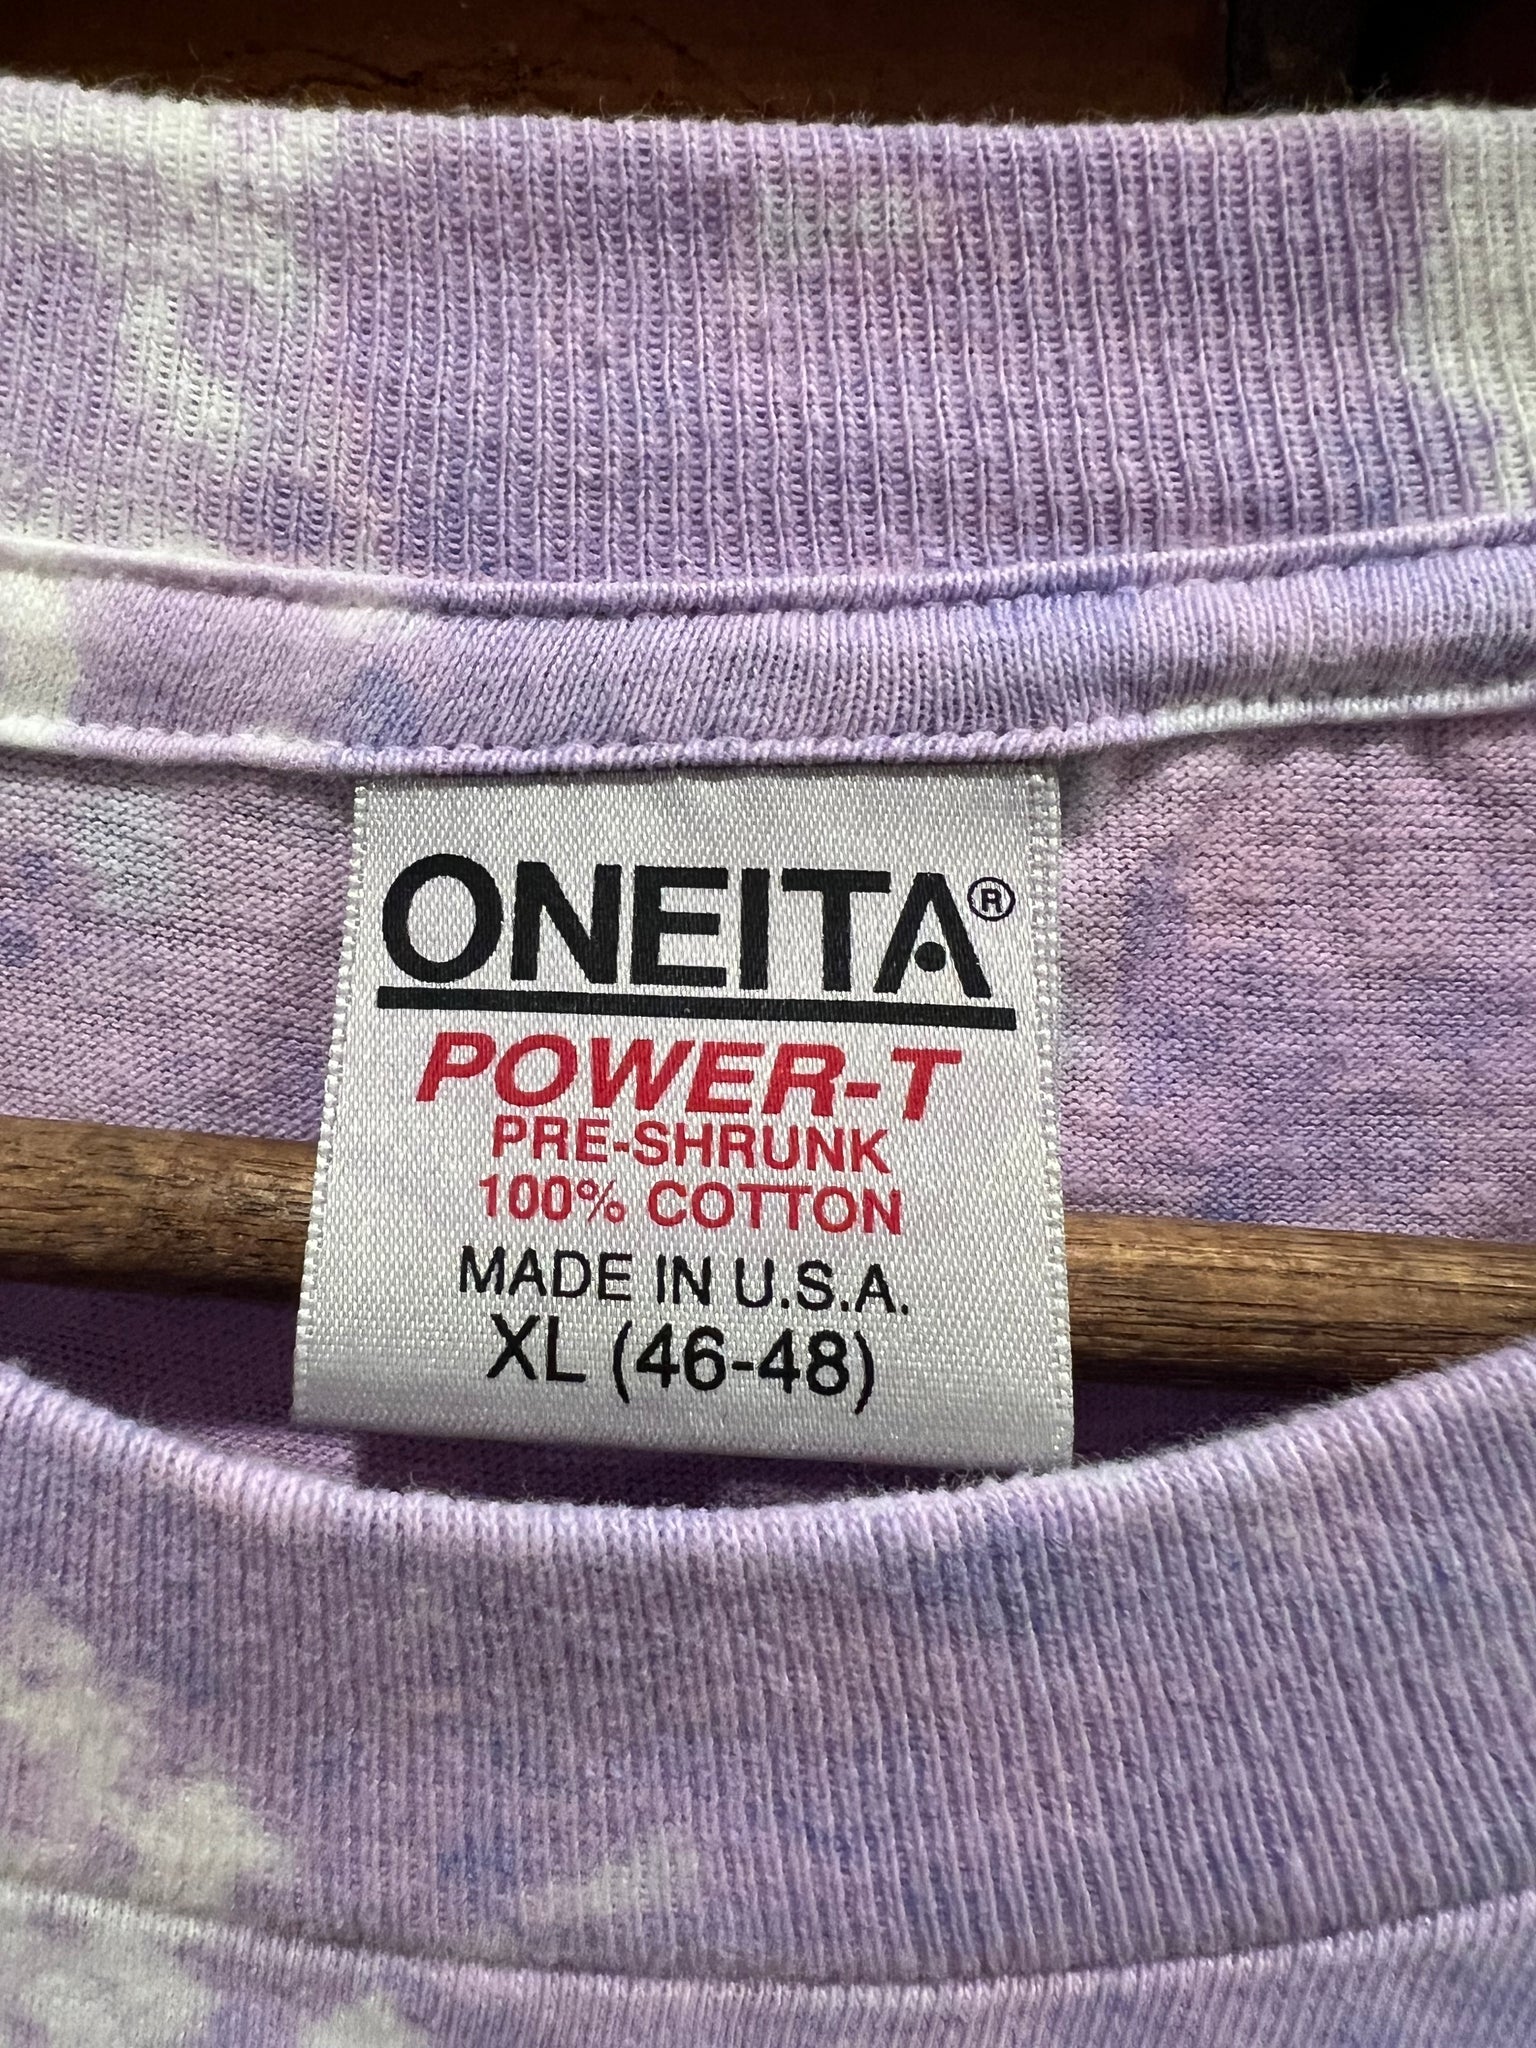 ONEITA®
POWER-T
PRE-SHRUNK
100% COTTON
MADE IN U.S.A.
XL (46-48)